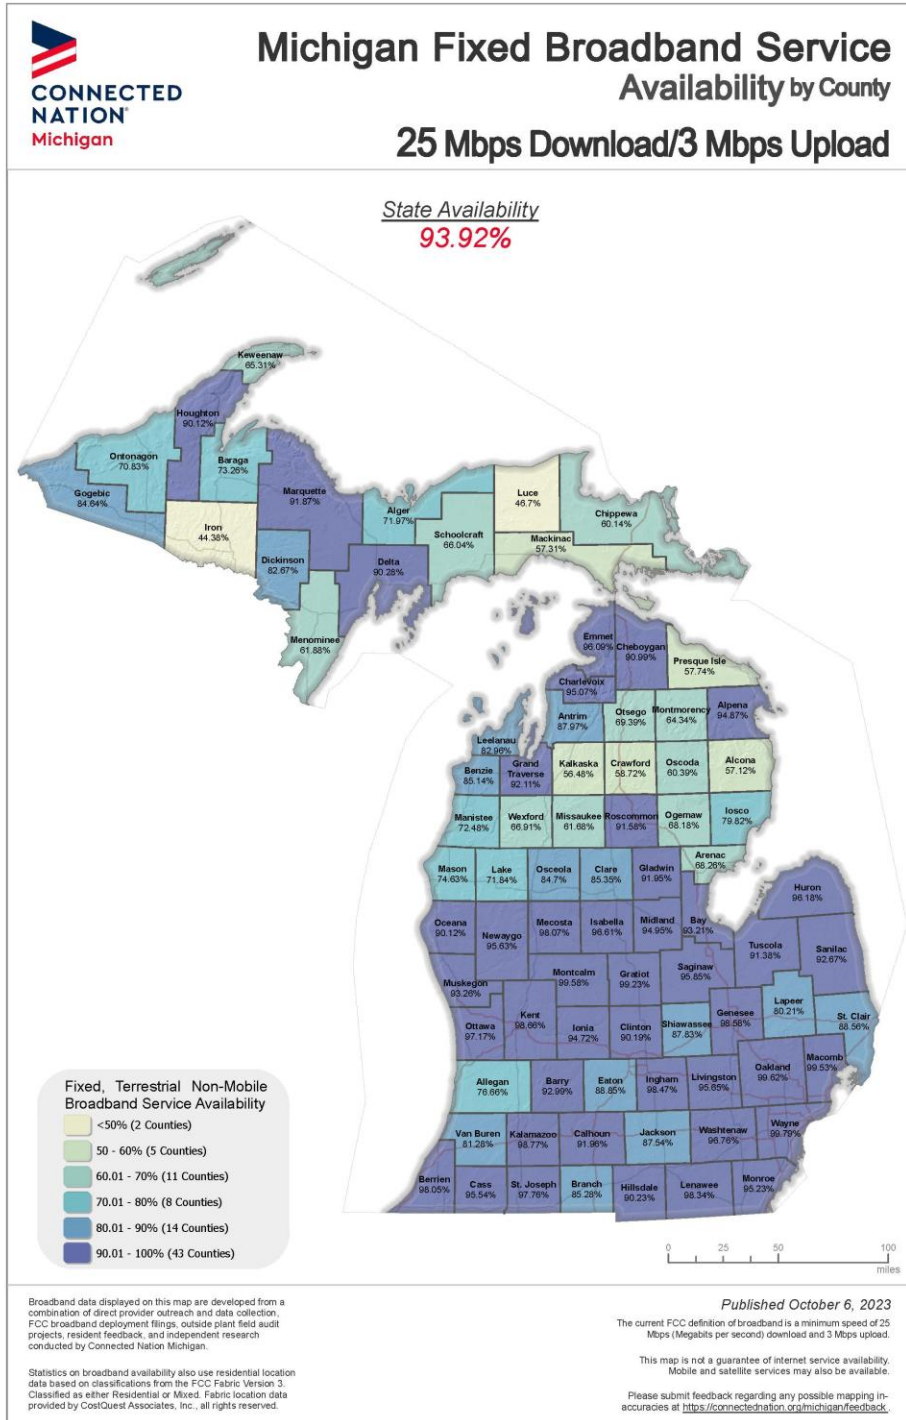 CONNECTED
NATION®
Michigan
Michigan Fixed Broadband Service
Availability by County
25 Mbps Download/3 Mbps Upload
State Availability
93.92%
Keweenaw
65.31%
Houghton
90.12%
Ontonagon
70.83%
Baraga
73.26%
Gogebic
84.64%
Marquette
91.87%
Iron
44.38%
Dickinson
82.67%
Alger
71.97%
Luce
46.7%
Chippewa
60.14%
Schoolcraft
66.04%
Mackinac
57.31%
Delta
90.28%
Menominee
61.88%
Emmet
96.09%
Cheboygan
90.99%
Presque Isle
57.74%
Charlevoix
95.07%
Antrim
87.97%
Otsego
69.39%
Montmorency
64.34%
Alpena
94.87%
Leelanau
82.96%
Benzie
85.14%
Grand
Traverse
92.11%
Kalkaska
56.48%
Crawford
58.72%
Oscoda
60.39%
Alcona
57.12%
Manistee
72.48%
Wexford
66.91%
Missaukee
61.68%
Roscommon
91.58%
Ogemaw
68.18%
Iosco
79.82%
Arenac
68.26%
Mason
74.63%
Lake
71.84%
Osceola
84.7%
Clare
85.35%
Gladwin
91.95%
Huron
96.18%
Oceana
90.12%
Newaygo
95.63%
Mecosta
98.07%
Isabella
96.61%
Midland
94.95%
Bay
93.21%
Tuscola
91.38%
Sanilac
92.67%
Muskegon
93.26%
Montcalm
99.58%
Gratiot
99.23%
Saginaw
95.85%
Lapeer
80.21%
St. Clair
88.56%
Ottawa
97.17%
Kent
98.66%
Ionia
94.72%
Clinton
90.19%
Shiawassee
87.83%
Genesee
98.58%
Macomb
99.53%
Oakland
99.62%
Allegan
76.66%
Barry
92.99%
Eaton
88.85%
Ingham
98.47%
Livingston
95.65%
Van Buren
81.28%
Kalamazoo
98.77%
Calhoun
91.96%
Jackson
87.54%
Washtenaw
96.76%
Wayne
99.79%
Berrien
98.05%
Cass
95.54%
St. Joseph
97.76%
Branch
85.28%
Hillsdale
90.23%
Lenawee
98.34%
Monroe
95.23%
Fixed, Terrestrial Non-Mobile
Broadband Service Availability
<50% (2 Counties)
50 - 60% (5 Counties)
60.01 - 70% (11 Counties)
70.01 - 80% (8 Counties)
80.01 - 90% (14 Counties)
90.01 - 100% (43 Counties)
0 25 50 100
miles
Broadband data displayed on this map are developed from a
combination of direct provider outreach and data collection,
FCC broadband deployment filings, outside plant field audit
projects, resident feedback, and independent research
conducted by Connected Nation Michigan.
Statistics on broadband availability also use residential location
data based on classifications from the FCC Fabric Version 3.
Classified as either Residential or Mixed. Fabric location data
provided by CostQuest Associates, Inc., all rights reserved.
Published October 6, 2023
The current FCC definition of broadband is a minimum speed of 25
Mbps (Megabits per second) download and 3 Mbps upload.
This map is not a guarantee of internet service availability.
Mobile and satellite services may also be available.
Please submit feedback regarding any possible mapping in-
accuracies at https://connectednation.org/michigan/feedback .